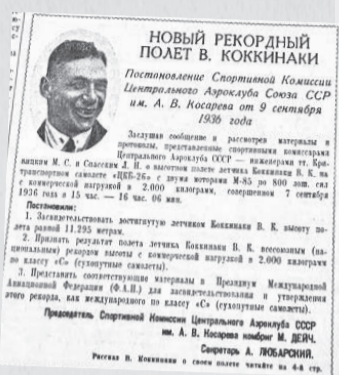 НОВЫЙ РЕКОРДНЫЙ
ПОЛЕТ В. КОККИНАКИ
Постановление Спортивной Комиссии
Центрального Аэроклуба Союза ССР
им. А. В. Косарева от 9 сентября
1936 года
Заслушав сообщение и рассмотрев материалы и
протоколы, представленные спортивными комиссарами
Центрального Аэроклуба СССР — инженерами тт. Кри-
вицким М. С. и Спасским Л. Н. о высотном полете летчика Коккинаки В. К. на
транспортном самолете «ЦКБ-26» с двумя моторами М-85 по 800 лош. сил
с коммерческой нагрузкой в 2.000 килограмм, совершенном 7 сентября
1936 года в 15 час. — 16 час. 06 мин.
Постановили:
1. Засвидетельствовать достигнутую летчиком Коккинаки В. К. высоту по-
лета равной 11.295 метрам.
2. Признать результат полета летчика Коккинаки В. К. всесоюзным (на-
циональным) рекордом высоты с коммерческой нагрузкой в 2.000 килограмм
по классу «С» (сухопутные самолеты).
3. Представить соответствующие материалы в Президиум Международной
Авиационной Федерации (Ф.А.И.) для засвидетельствования и утверждения
этого рекорда, как международного по классу «С» (сухопутные самолеты).
Председатель Спортивной Комиссии Центрального Аэроклуба СССР
им. А. В. Косарева комбриг М. ДЕЙЧ.
Секретарь А. ЛЮБАРСКИЙ.
Рассказ В. Коккинаки о своем полете читайте на 4-й стр.